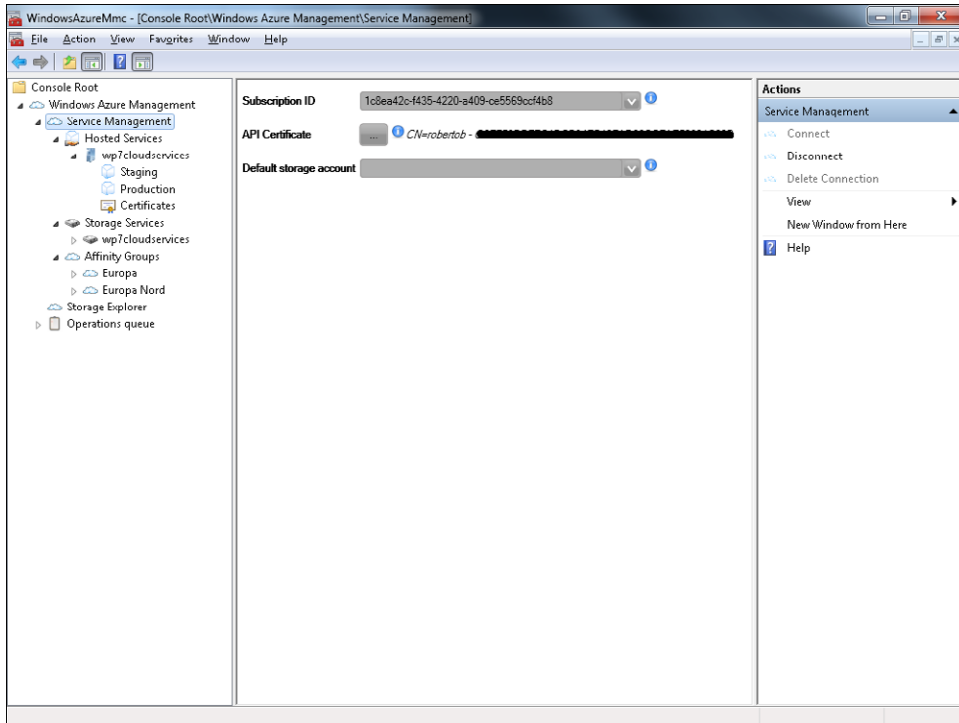 WindowsAzureMmc - [Console Root\Windows Azure Management\Service Management]
File Action View Favorites Window Help
Console Root
Windows Azure Management
Service Management
Hosted Services
wp7cloudservices
Staging
Production
Certificates
Storage Services
wp7cloudservices
Affinity Groups
Europa
Europa Nord
Storage Explorer
Operations queue
Subscription ID 1c8ea42c-f435-4220-a409-ce5569ccf4b8
API Certificate ... CN=robertob -
Default storage account
Actions
Service Management
Connect
Disconnect
Delete Connection
View
New Window from Here
Help